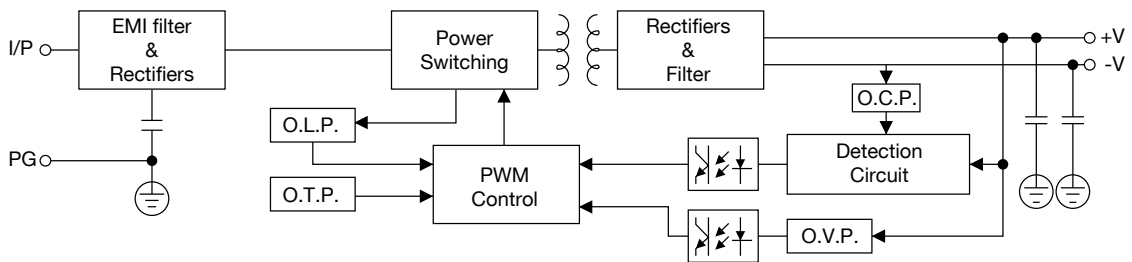 I/P
EMI filter
&
Rectifiers
Power
Switching
Rectifiers
&
Filter
+V
-V
O.C.P.
O.L.P.
PG
PWM
Control
Detection
Circuit
O.T.P.
O.V.P.